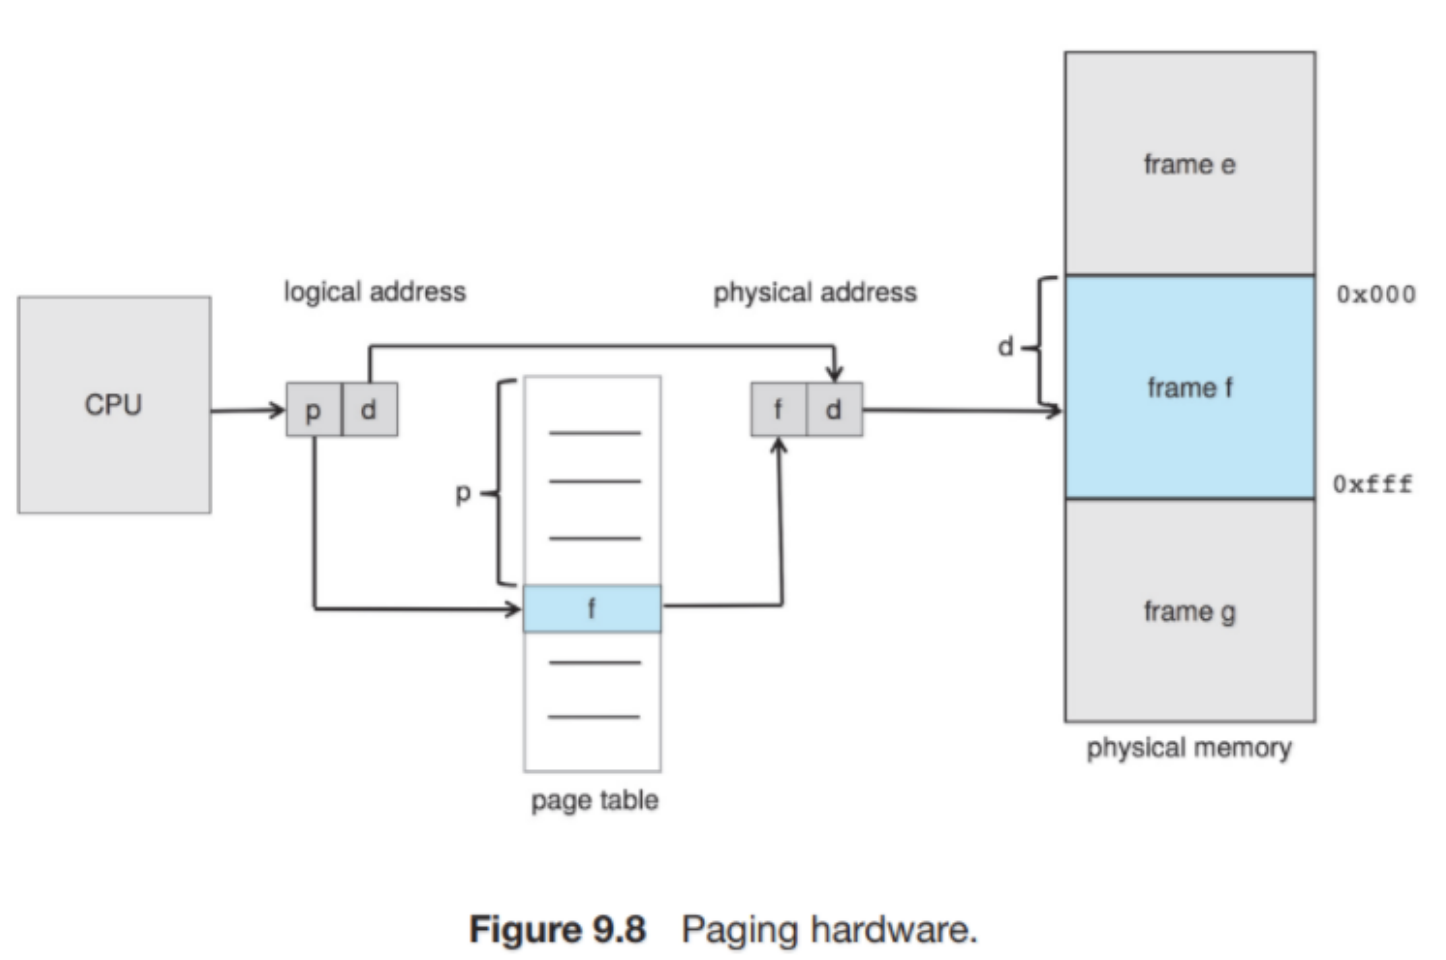 frame e
logical address
physical address
0x000
d
frame f
CPU
p d
f d
p
0xfff
f
frame g
physical memory
page table
Figure 9.8 Paging hardware.